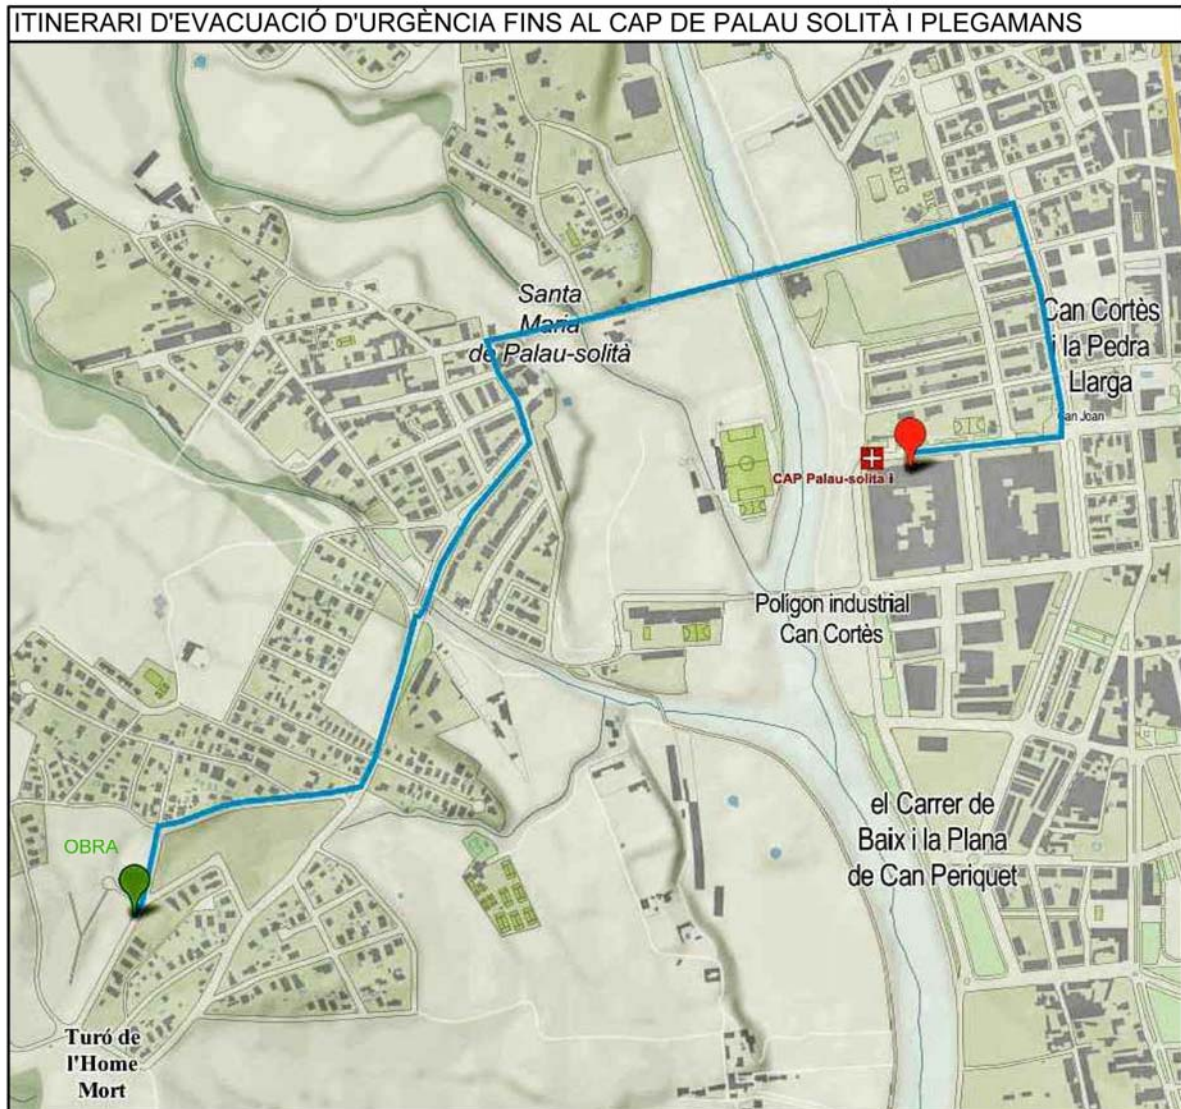 ITINERARI D'EVACUACIÓ D'URGÈNCIA FINS AL CAP DE PALAU SOLITÀ I PLEGAMANS
Santa
Maria
de Palau-solità
Can Cortès
i la Pedra
Llarga
San Joan
CAP Palau-solità i
Polígon industrial
Can Cortès
el Carrer de
Baix i la Plana
de Can Periquet
OBRA
Turó de
l'Home
Mort